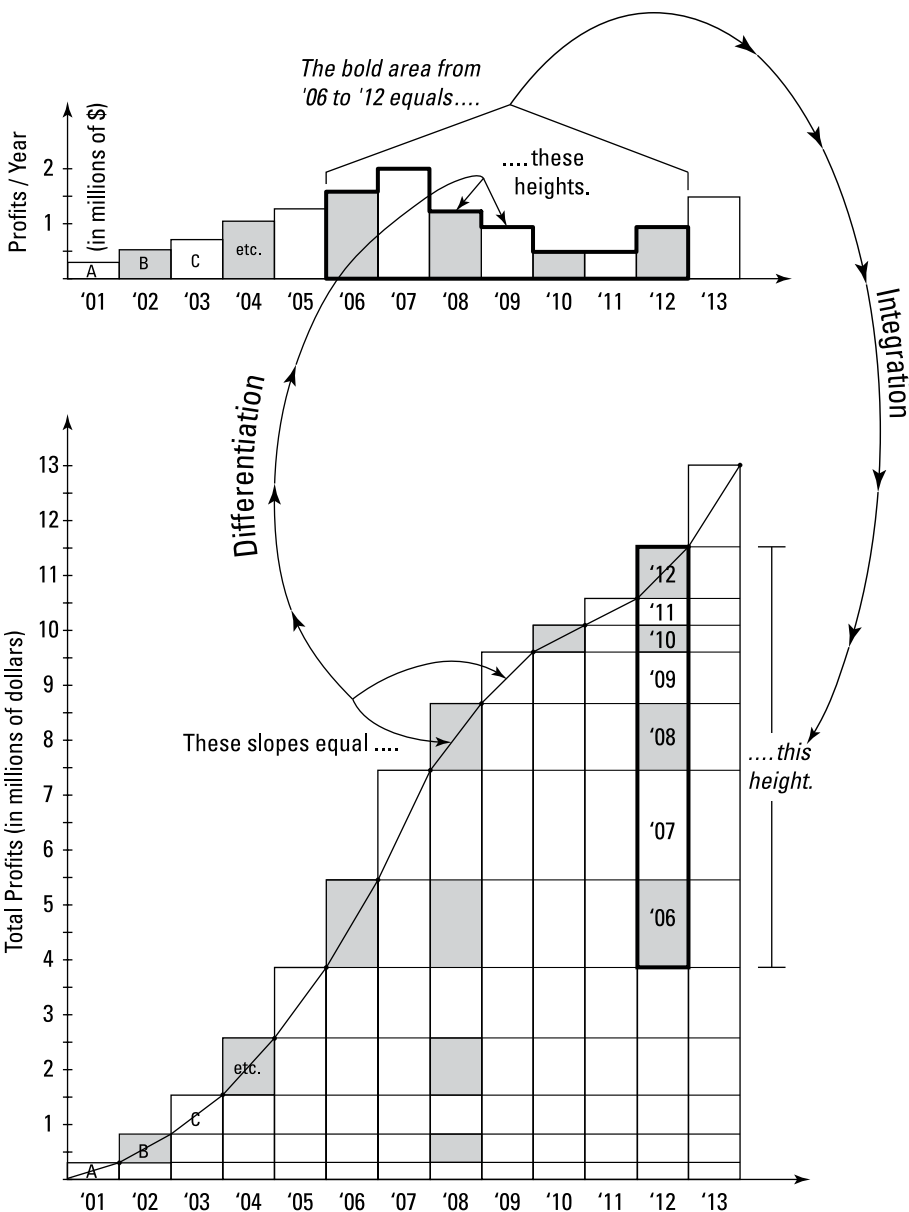 The bold area from
'06 to '12 equals....
Profits / Year
(in millions of $)
....these
heights.
2
1
A
B
C
etc.
‘01 ‘02 ‘03 ‘04 ‘05 ‘06 ‘07 ‘08 ‘09 ‘10 ‘11 ‘12 ‘13
Differentiation
Integration
Total Profits (in millions of dollars)
13
12
11
10
9
8
7
6
5
4
3
2
1
‘12
‘11
‘10
‘09
‘08
‘07
‘06
These slopes equal ....
....this
height.
etc.
C
B
A
‘01 ‘02 ‘03 ‘04 ‘05 ‘06 ‘07 ‘08 ‘09 ‘10 ‘11 ‘12 ‘13